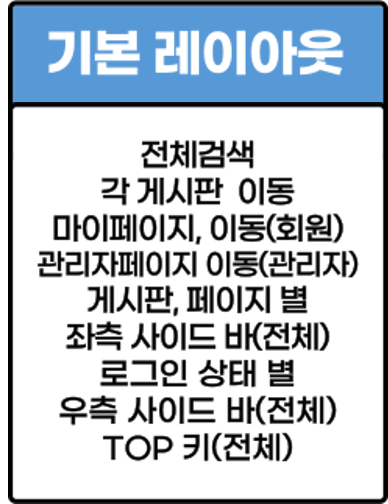 기본 레이아웃
전체검색
각 게시판 이동
마이페이지, 이동(회원)
관리자페이지 이동(관리자)
게시판, 페이지 별
좌측 사이드 바(전체)
로그인 상태 별
우측 사이드 바(전체)
TOP 키(전체)